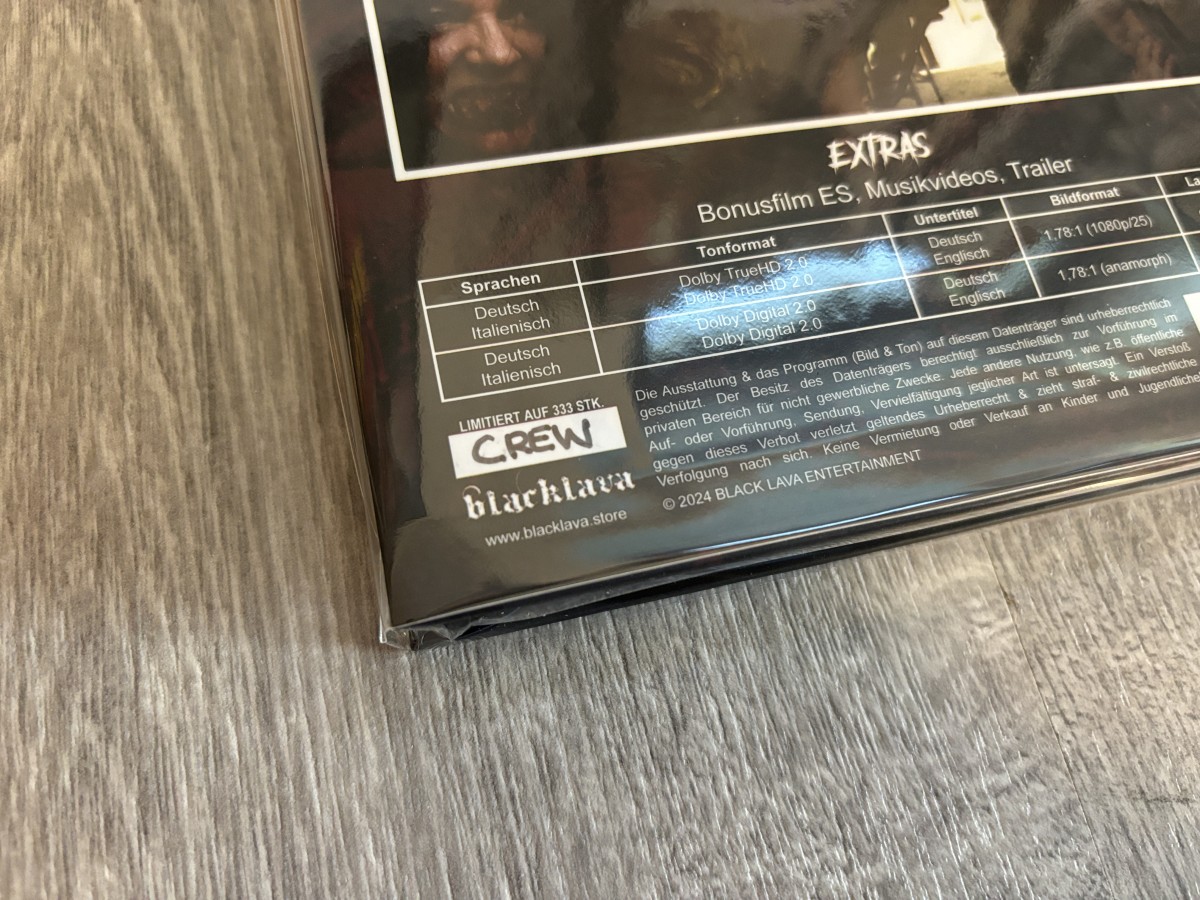 EXTRAS
Bonusfilm ES, Musikvideos, Trailer
Sprachen Tonformat Untertitel Bildformat
Deutsch Dolby TrueHD 2.0 Deutsch 1,78:1 (1080p/25)
Italienisch Dolby TrueHD 2.0 Englisch
Deutsch Dolby Digital 2.0 Deutsch 1,78:1 (anamorph)
Italienisch Dolby Digital 2.0 Englisch
Die Ausstattung & das Programm (Bild & Ton) auf diesem Datenträger sind urheberrechtlich
geschützt. Der Besitz des Datenträgers berechtigt ausschließlich zur Vorführung im
privaten Bereich für nicht gewerbliche Zwecke. Jede andere Nutzung, wie z.B. öffentliche
Auf- oder Vorführung, Sendung, Vervielfältigung jeglicher Art ist untersagt. Ein Verstoß
gegen dieses Verbot verletzt geltendes Urheberrecht & zieht straf- & zivilrechtliche
Verfolgung nach sich. Keine Vermietung oder Verkauf an Kinder und
© 2024 BLACK LAVA ENTERTAINMENT
LIMITIERT AUF 333 STK.
C.REW
blacklava
www.blacklava.store